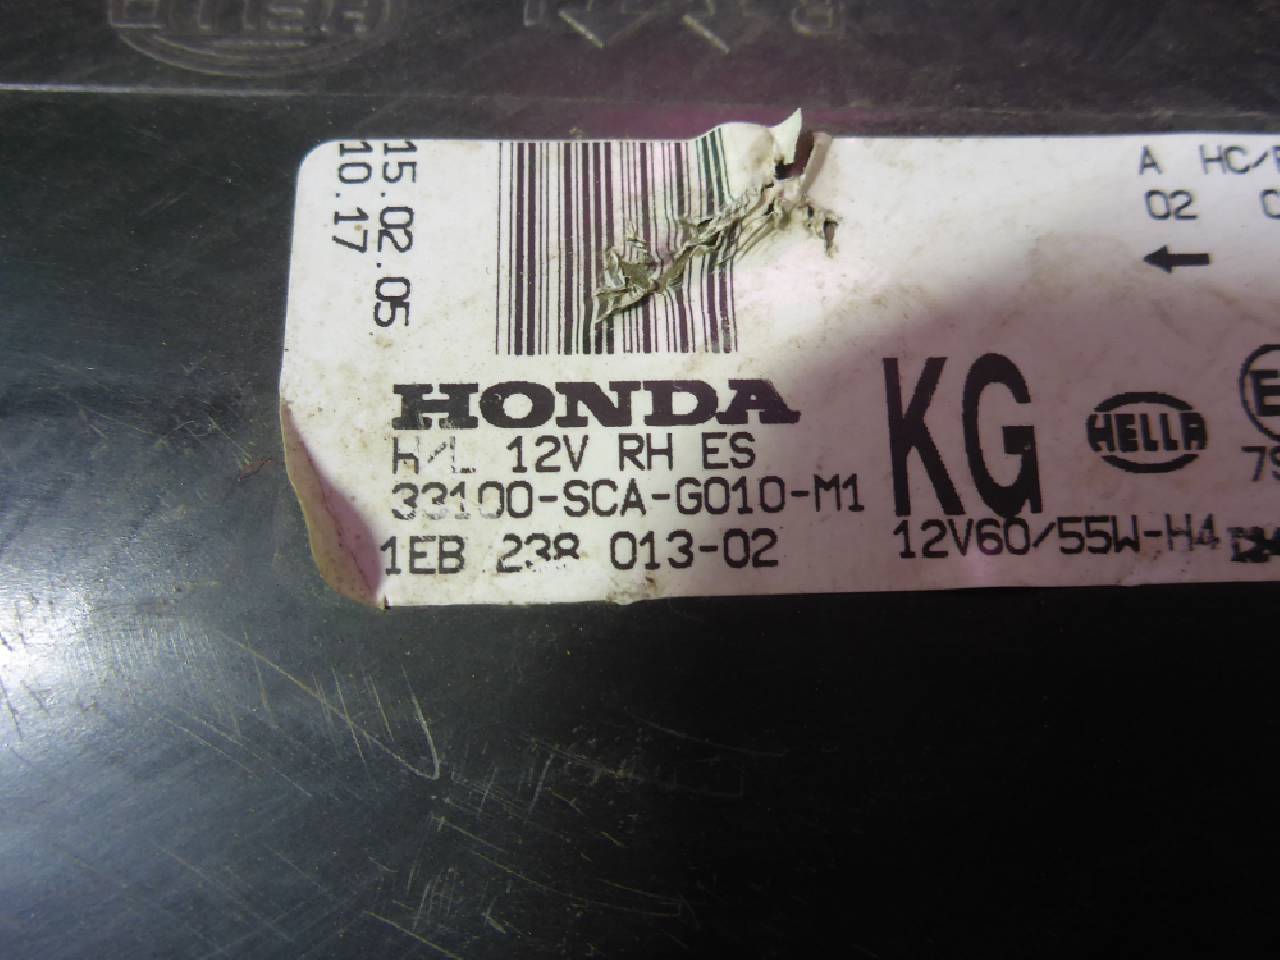 HELLA
15.02.05
10.17
A HC/
02
←
HONDA
H/L 12V RH ES
33100-SCA-G010-M1
1EB 238 013-02
KG
HELLA
E
12V60/55W-H4